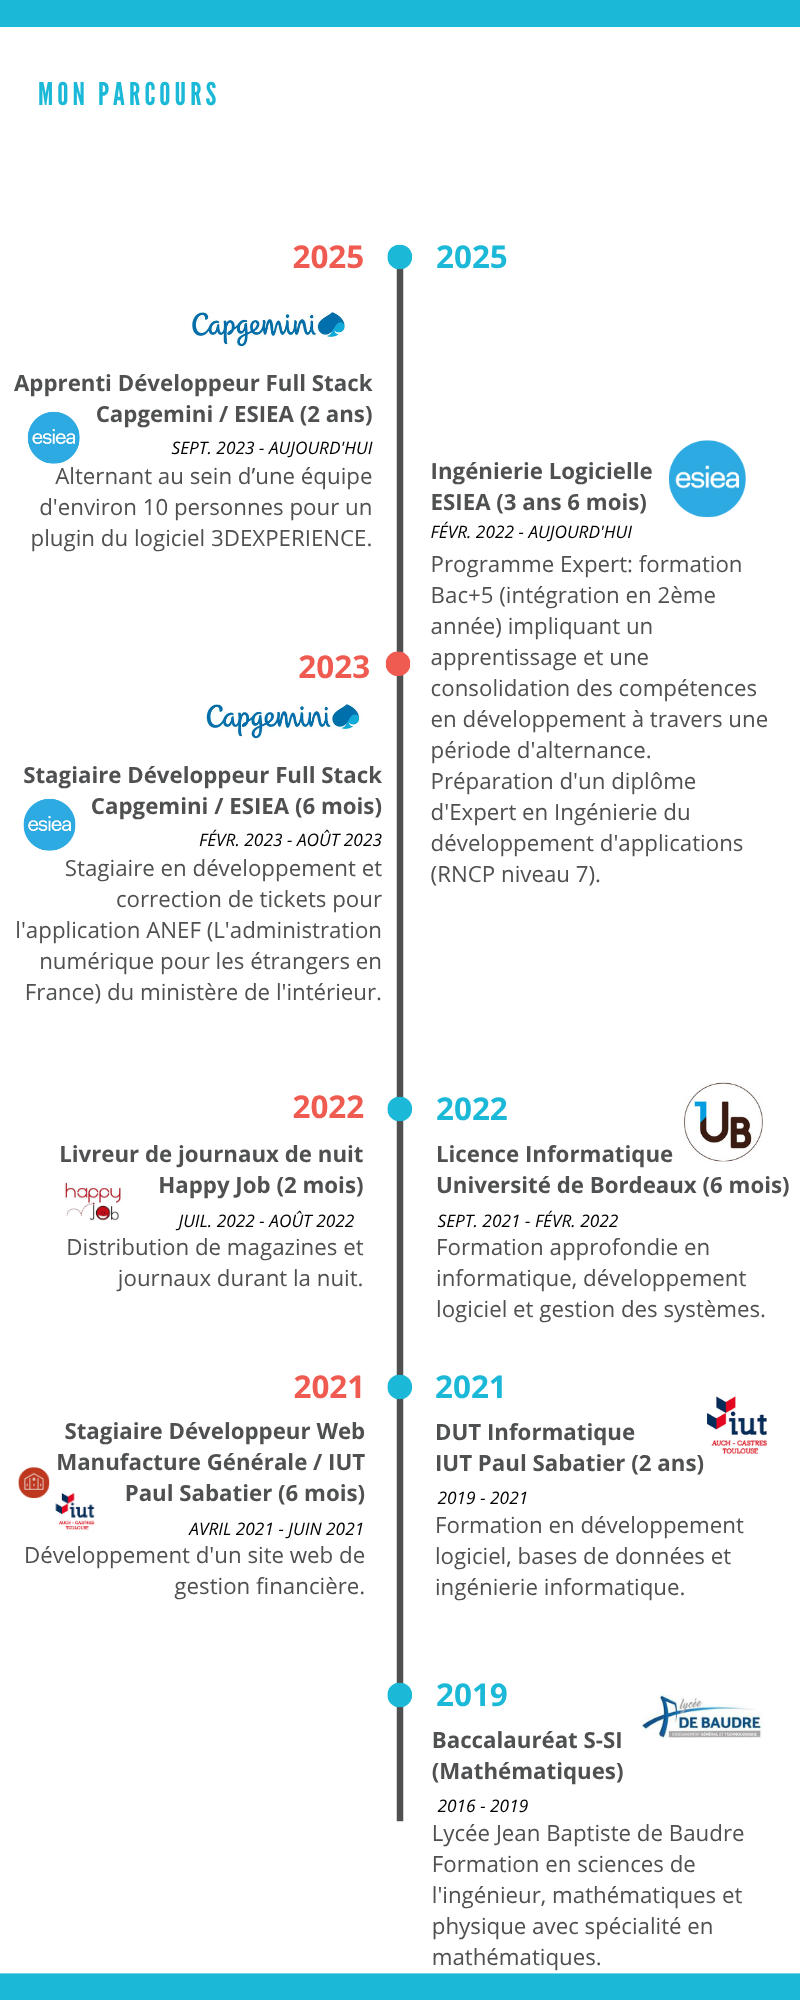 MON PARCOURS
2025
Capgemini
Apprenti Développeur Full Stack
Capgemini / ESIEA (2 ans)
esiea
SEPT. 2023 - AUJOURD'HUI
Alternant au sein d’une équipe
d'environ 10 personnes pour un
plugin du logiciel 3DEXPERIENCE.
2023
Capgemini
Stagiaire Développeur Full Stack
Capgemini / ESIEA (6 mois)
esiea
FÉVR. 2023 - AOÛT 2023
Stagiaire en développement et
correction de tickets pour
l'application ANEF (L'administration
numérique pour les étrangers en
France) du ministère de l'intérieur.
2022
Livreur de journaux de nuit
Happy Job (2 mois)
happy
Job
JUIL. 2022 - AOÛT 2022
Distribution de magazines et
journaux durant la nuit.
2021
Stagiaire Développeur Web
Manufacture Générale / IUT
Paul Sabatier (6 mois)
iut
AUCH - CASTRES
TOULOUSE
AVRIL 2021 - JUIN 2021
Développement d'un site web de
gestion financière.
2025
Ingénierie Logicielle
esiea
ESIEA (3 ans 6 mois)
FÉVR. 2022 - AUJOURD'HUI
Programme Expert: formation
Bac+5 (intégration en 2ème
année) impliquant un
apprentissage et une
consolidation des compétences
en développement à travers une
période d'alternance.
Préparation d'un diplôme
d'Expert en Ingénierie du
développement d'applications
(RNCP niveau 7).
2022
UB
Licence Informatique
Université de Bordeaux (6 mois)
SEPT. 2021 - FÉVR. 2022
Formation approfondie en
informatique, développement
logiciel et gestion des systèmes.
2021
iut
AUCH - CASTRES
TOULOUSE
DUT Informatique
IUT Paul Sabatier (2 ans)
2019 - 2021
Formation en développement
logiciel, bases de données et
ingénierie informatique.
2019
lycée
DE BAUDRE
Baccalauréat S-SI
(Mathématiques)
2016 - 2019
Lycée Jean Baptiste de Baudre
Formation en sciences de
l'ingénieur, mathématiques et
physique avec spécialité en
mathématiques.